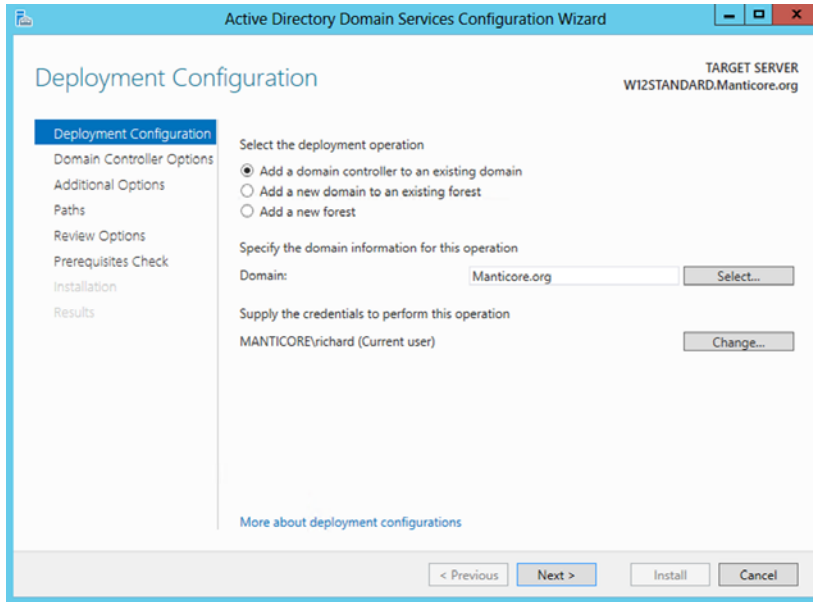 Active Directory Domain Services Configuration Wizard
Deployment Configuration
TARGET SERVER
W12STANDARD.Manticore.org
Deployment Configuration
Domain Controller Options
Additional Options
Paths
Review Options
Prerequisites Check
Installation
Results
Select the deployment operation
Add a domain controller to an existing domain
Add a new domain to an existing forest
Add a new forest
Specify the domain information for this operation
Domain: Manticore.org Select...
Supply the credentials to perform this operation
MANTICORE\richard (Current user) Change...
More about deployment configurations
< Previous Next > Install Cancel